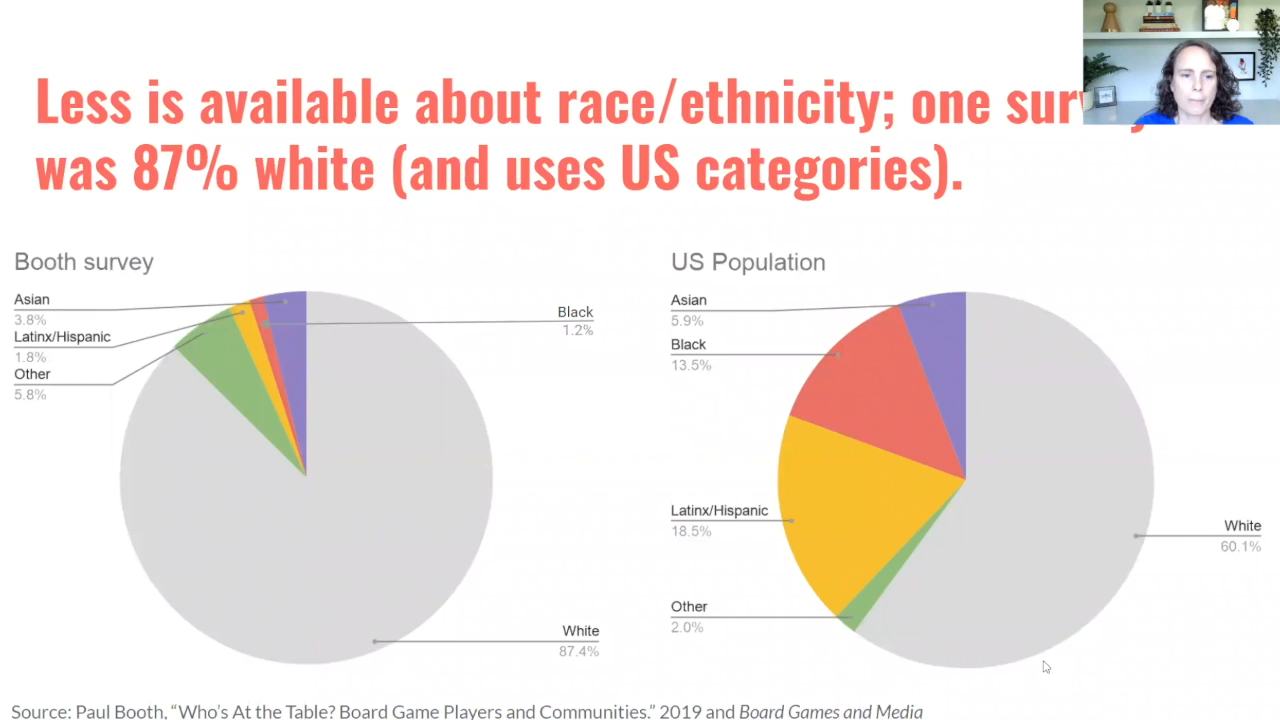 Less is available about race/ethnicity; one
was 87% white (and uses US categories).
Booth survey
Asian
3.8%
Latinx/Hispanic
1.8%
Other
5.8%
Black
1.2%
White
87.4%
US Population
Asian
5.9%
Black
13.5%
Latinx/Hispanic
18.5%
Other
2.0%
White
60.1%
Source: Paul Booth, “Who’s At the Table? Board Game Players and Communities.” 2019 and Board Games and Media